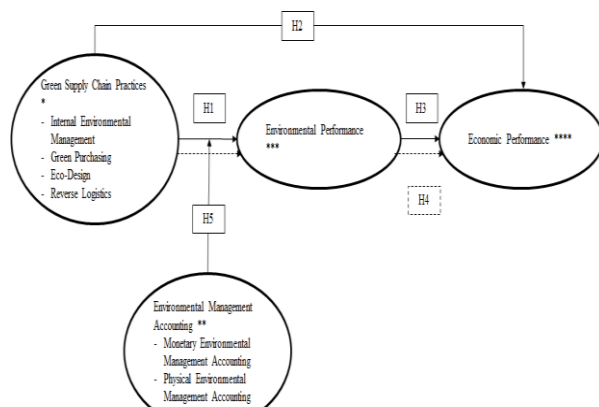 H2
Green Supply Chain Practices
*
- Internal Environmental
Management
- Green Purchasing
- Eco-Design
- Reverse Logistics
H1
Environmental Performance
***
H3
Economic Performance ****
H4
H5
Environmental Management
Accounting **
- Monetary Environmental
Management Accounting
- Physical Environmental
Management Accounting